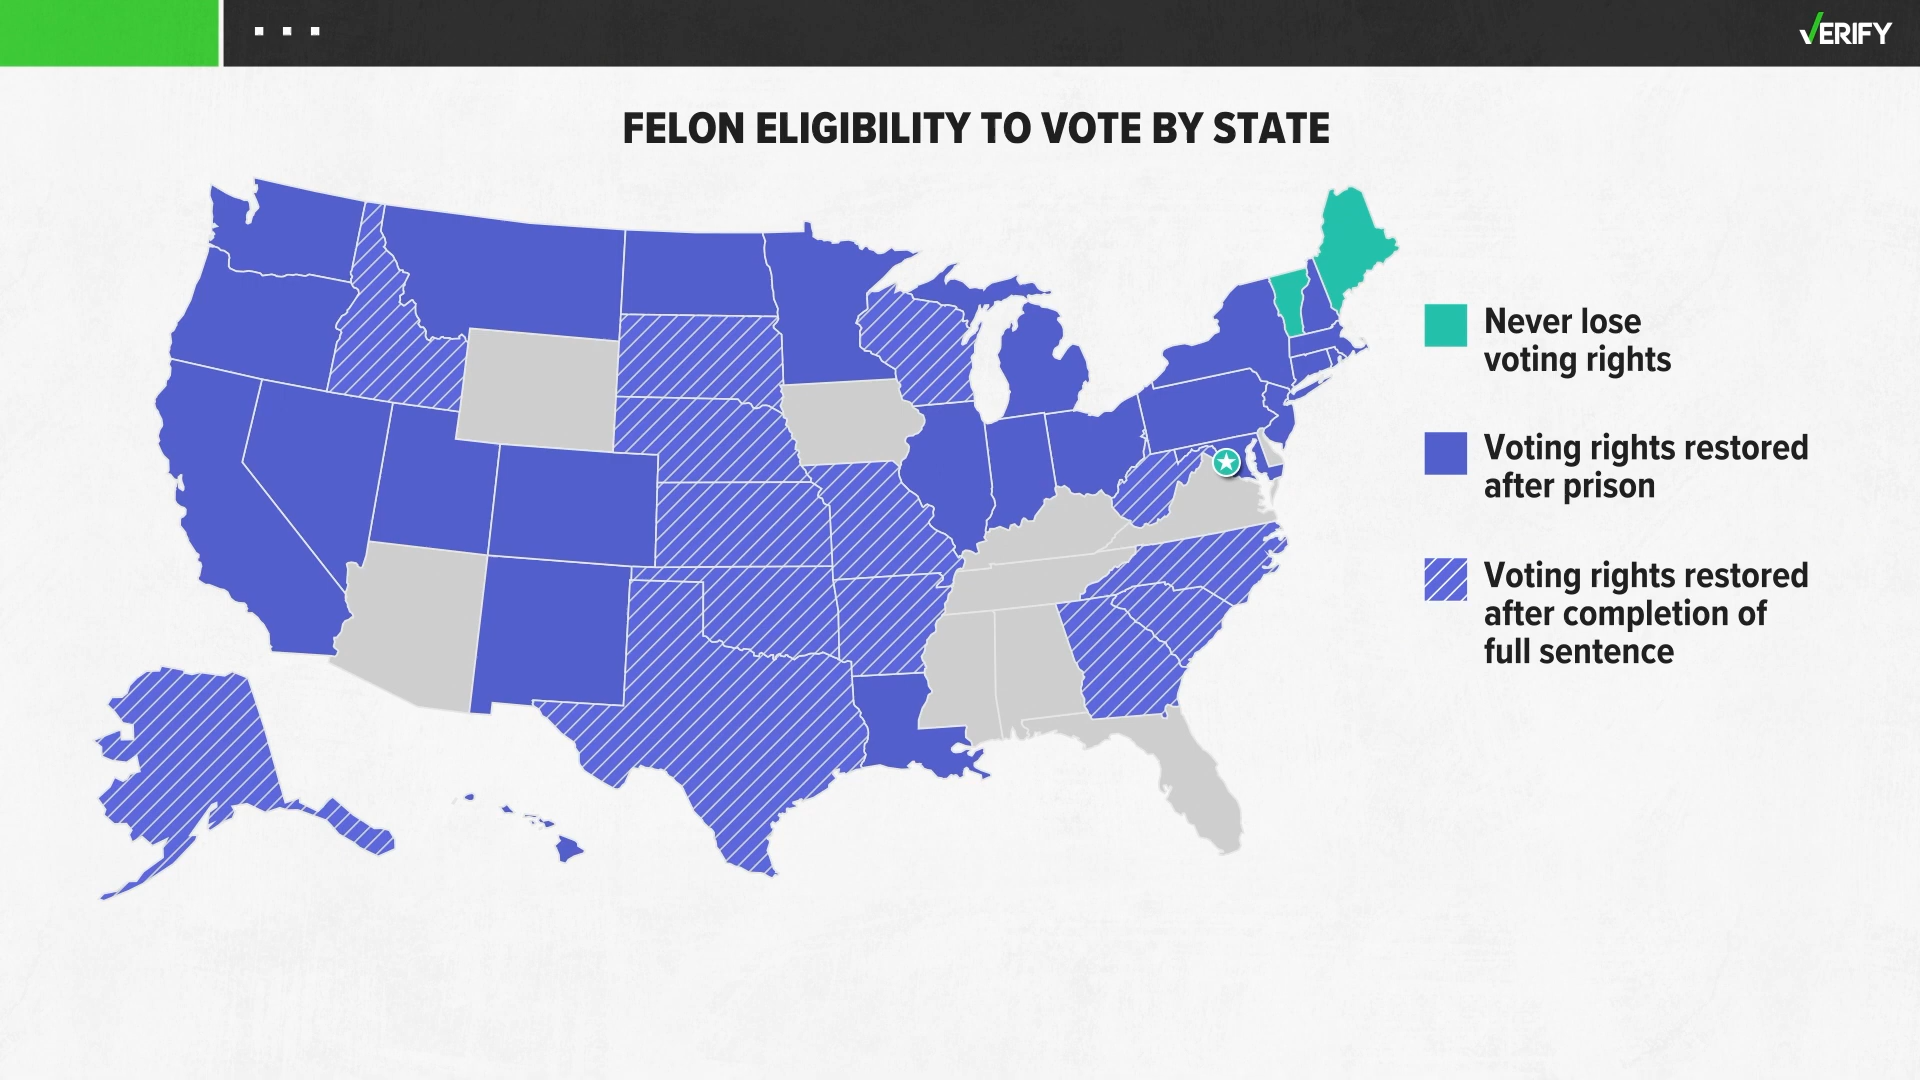 VERIFY
FELON ELIGIBILITY TO VOTE BY STATE
Never lose
voting rights
Voting rights restored
after prison
Voting rights restored
after completion of
full sentence